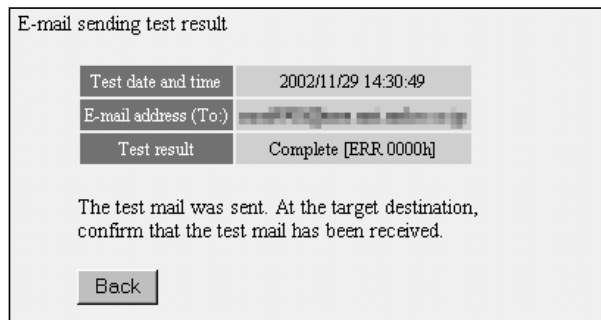 E-mail sending test result
Test date and time 2002/11/29 14:30:49
E-mail address (To:)
Test result Complete [ERR 0000h]
The test mail was sent. At the target destination,
confirm that the test mail has been received.
Back